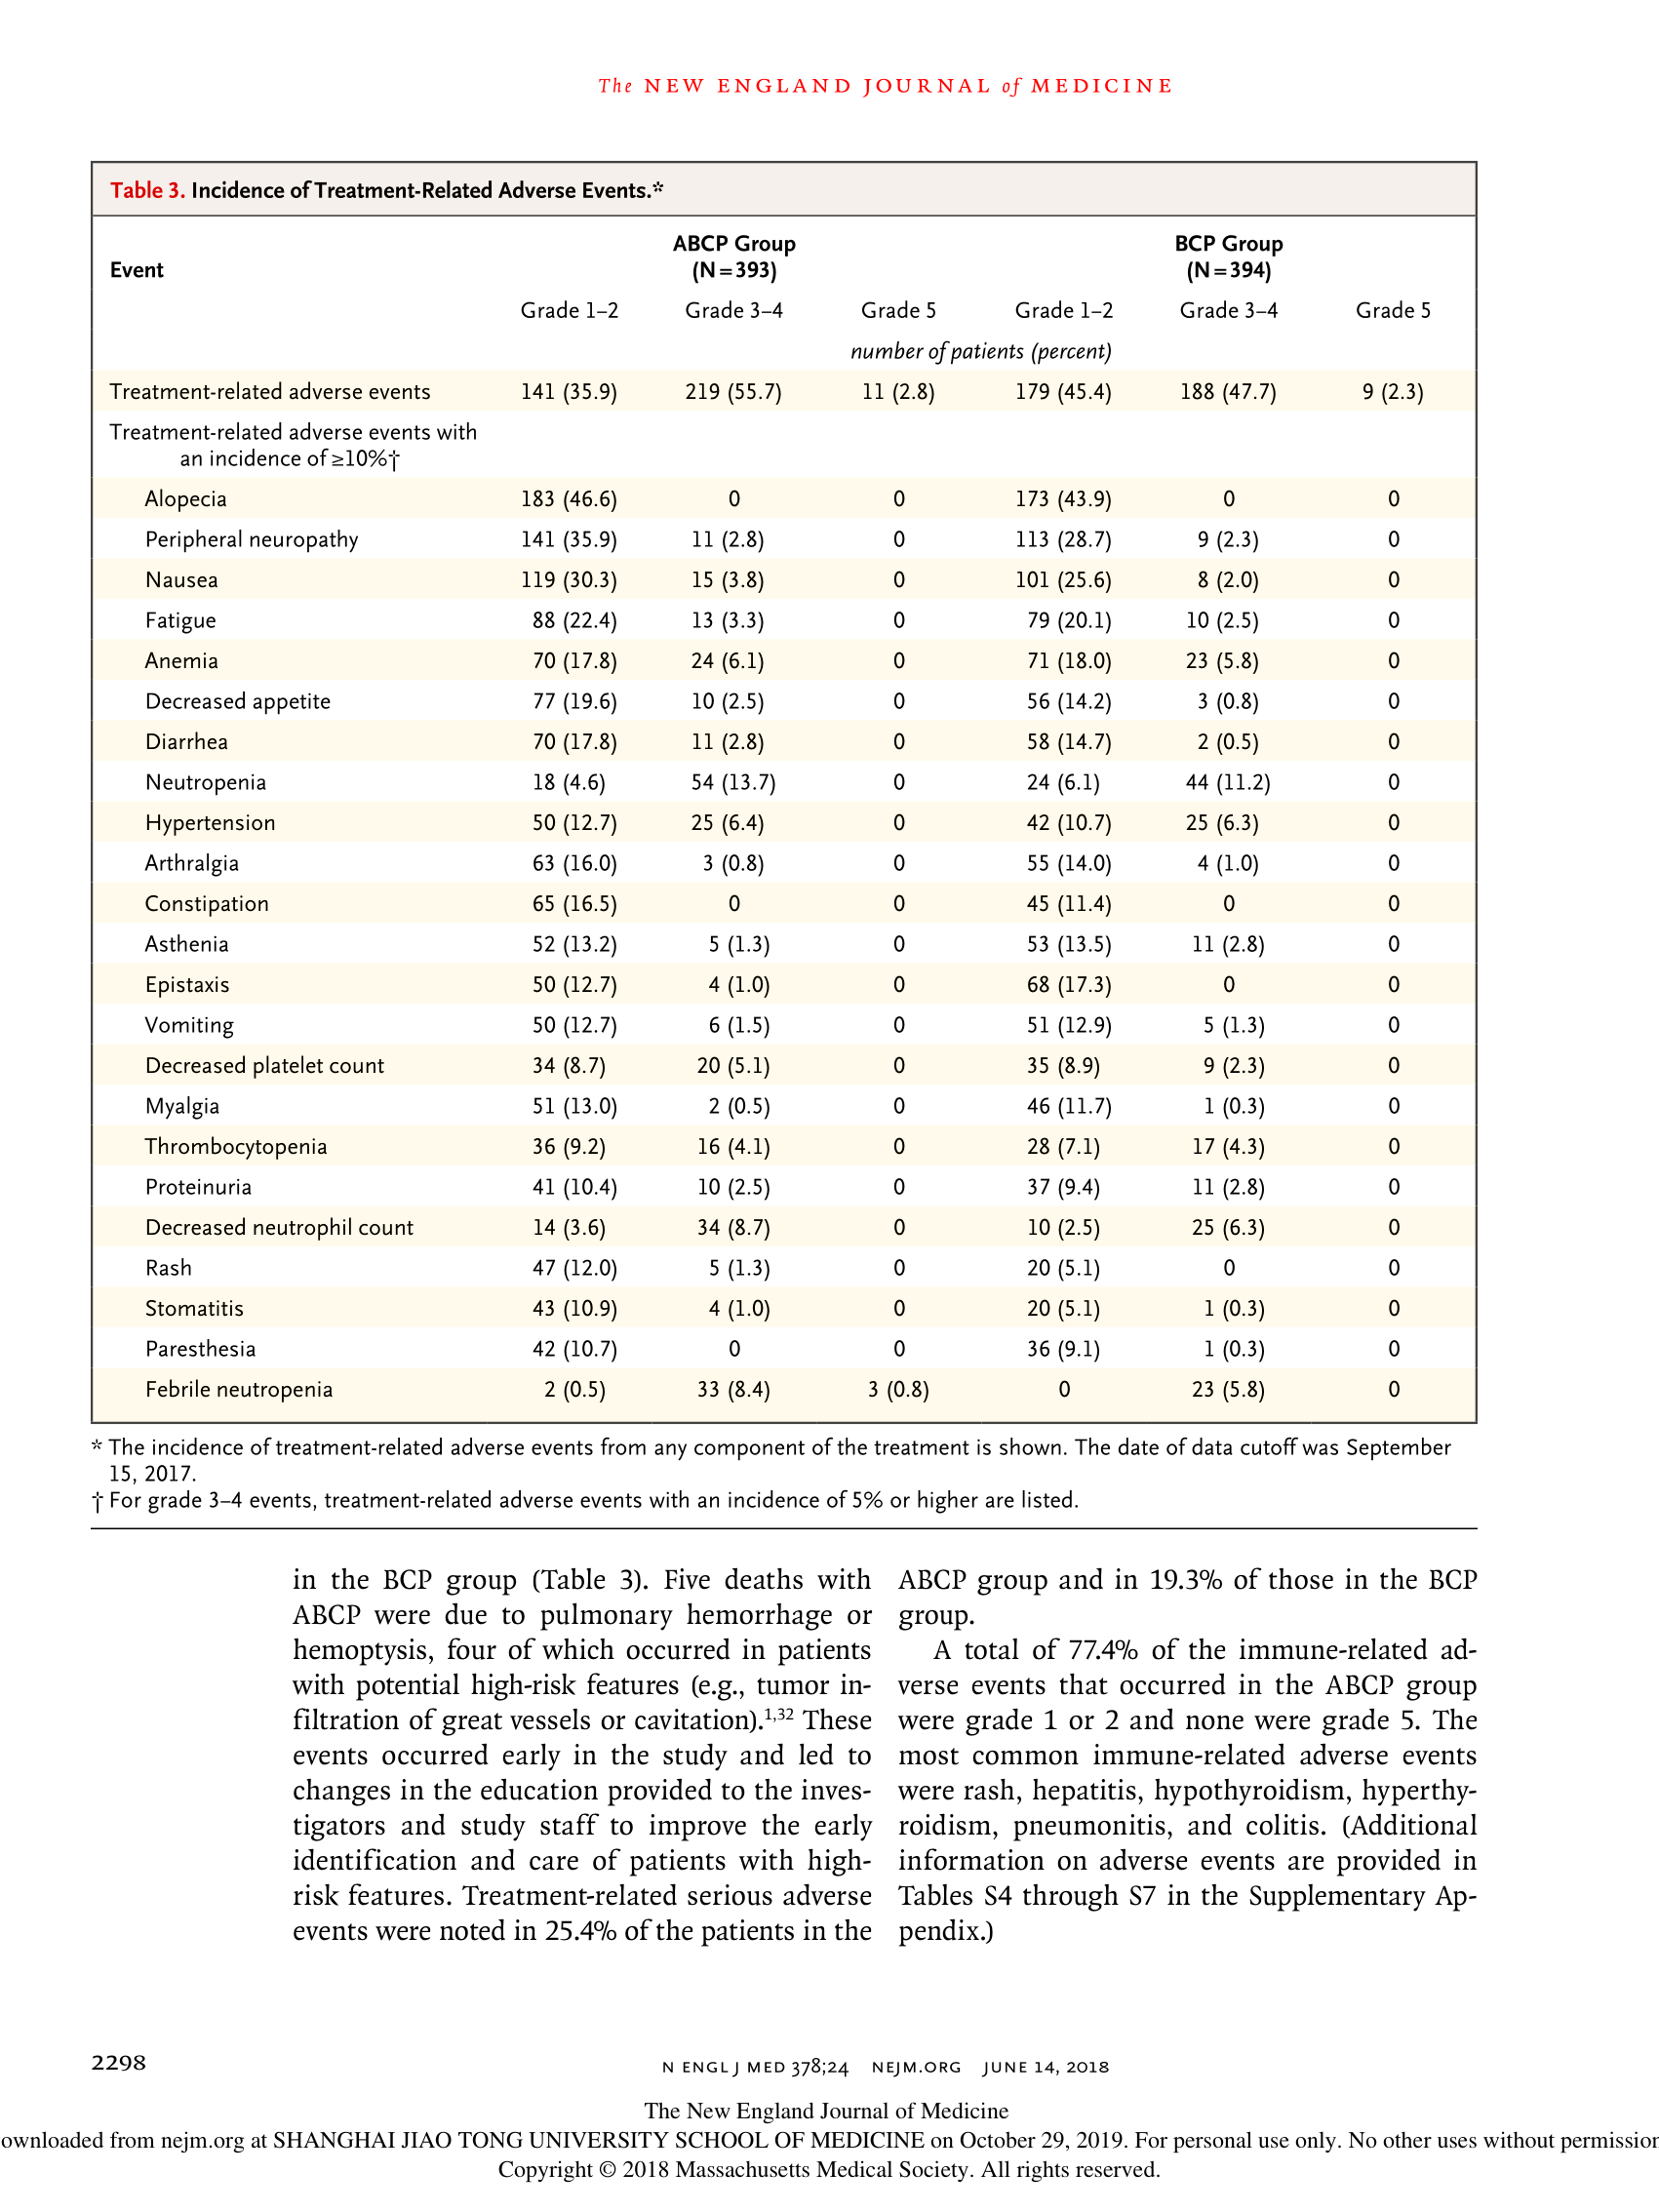 The NEW ENGLAND JOURNAL of MEDICINE
Table 3. Incidence of Treatment-Related Adverse Events.*
Event ABCP Group (N=393) BCP Group (N=394)
Grade 1–2 Grade 3–4 Grade 5 Grade 1–2 Grade 3–4 Grade 5
number of patients (percent)
Treatment-related adverse events 141 (35.9) 219 (55.7) 11 (2.8) 179 (45.4) 188 (47.7) 9 (2.3)
Treatment-related adverse events with
an incidence of ≥10%†
Alopecia 183 (46.6) 0 0 173 (43.9) 0 0
Peripheral neuropathy 141 (35.9) 11 (2.8) 0 113 (28.7) 9 (2.3) 0
Nausea 119 (30.3) 15 (3.8) 0 101 (25.6) 8 (2.0) 0
Fatigue 88 (22.4) 13 (3.3) 0 79 (20.1) 10 (2.5) 0
Anemia 70 (17.8) 24 (6.1) 0 71 (18.0) 23 (5.8) 0
Decreased appetite 77 (19.6) 10 (2.5) 0 56 (14.2) 3 (0.8) 0
Diarrhea 70 (17.8) 11 (2.8) 0 58 (14.7) 2 (0.5) 0
Neutropenia 18 (4.6) 54 (13.7) 0 24 (6.1) 44 (11.2) 0
Hypertension 50 (12.7) 25 (6.4) 0 42 (10.7) 25 (6.3) 0
Arthralgia 63 (16.0) 3 (0.8) 0 55 (14.0) 4 (1.0) 0
Constipation 65 (16.5) 0 0 45 (11.4) 0 0
Asthenia 52 (13.2) 5 (1.3) 0 53 (13.5) 11 (2.8) 0
Epistaxis 50 (12.7) 4 (1.0) 0 68 (17.3) 0 0
Vomiting 50 (12.7) 6 (1.5) 0 51 (12.9) 5 (1.3) 0
Decreased platelet count 34 (8.7) 20 (5.1) 0 35 (8.9) 9 (2.3) 0
Myalgia 51 (13.0) 2 (0.5) 0 46 (11.7) 1 (0.3) 0
Thrombocytopenia 36 (9.2) 16 (4.1) 0 28 (7.1) 17 (4.3) 0
Proteinuria 41 (10.4) 10 (2.5) 0 37 (9.4) 11 (2.8) 0
Decreased neutrophil count 14 (3.6) 34 (8.7) 0 10 (2.5) 25 (6.3) 0
Rash 47 (12.0) 5 (1.3) 0 20 (5.1) 0 0
Stomatitis 43 (10.9) 4 (1.0) 0 20 (5.1) 1 (0.3) 0
Paresthesia 42 (10.7) 0 0 36 (9.1) 1 (0.3) 0
Febrile neutropenia 2 (0.5) 33 (8.4) 3 (0.8) 0 23 (5.8) 0
* The incidence of treatment-related adverse events from any component of the treatment is shown. The date of data cutoff was September
15, 2017.
† For grade 3–4 events, treatment-related adverse events with an incidence of 5% or higher are listed.
in the BCP group (Table 3). Five deaths with
ABCP were due to pulmonary hemorrhage or
hemoptysis, four of which occurred in patients
with potential high-risk features (e.g., tumor in-
filtration of great vessels or cavitation).1,32 These
events occurred early in the study and led to
changes in the education provided to the inves-
tigators and study staff to improve the early
identification and care of patients with high-
risk features. Treatment-related serious adverse
events were noted in 25.4% of the patients in the
ABCP group and in 19.3% of those in the BCP
group.
A total of 77.4% of the immune-related ad-
verse events that occurred in the ABCP group
were grade 1 or 2 and none were grade 5. The
most common immune-related adverse events
were rash, hepatitis, hypothyroidism, hyperthy-
roidism, pneumonitis, and colitis. (Additional
information on adverse events are provided in
Tables S4 through S7 in the Supplementary Ap-
pendix.)
2298 N ENGL J MED 378;24 NEJM.ORG JUNE 14, 2018
The New England Journal of Medicine
ownloaded from nejm.org at SHANGHAI JIAO TONG UNIVERSITY SCHOOL OF MEDICINE on October 29, 2019. For personal use only. No other uses without permission
Copyright © 2018 Massachusetts Medical Society. All rights reserved.